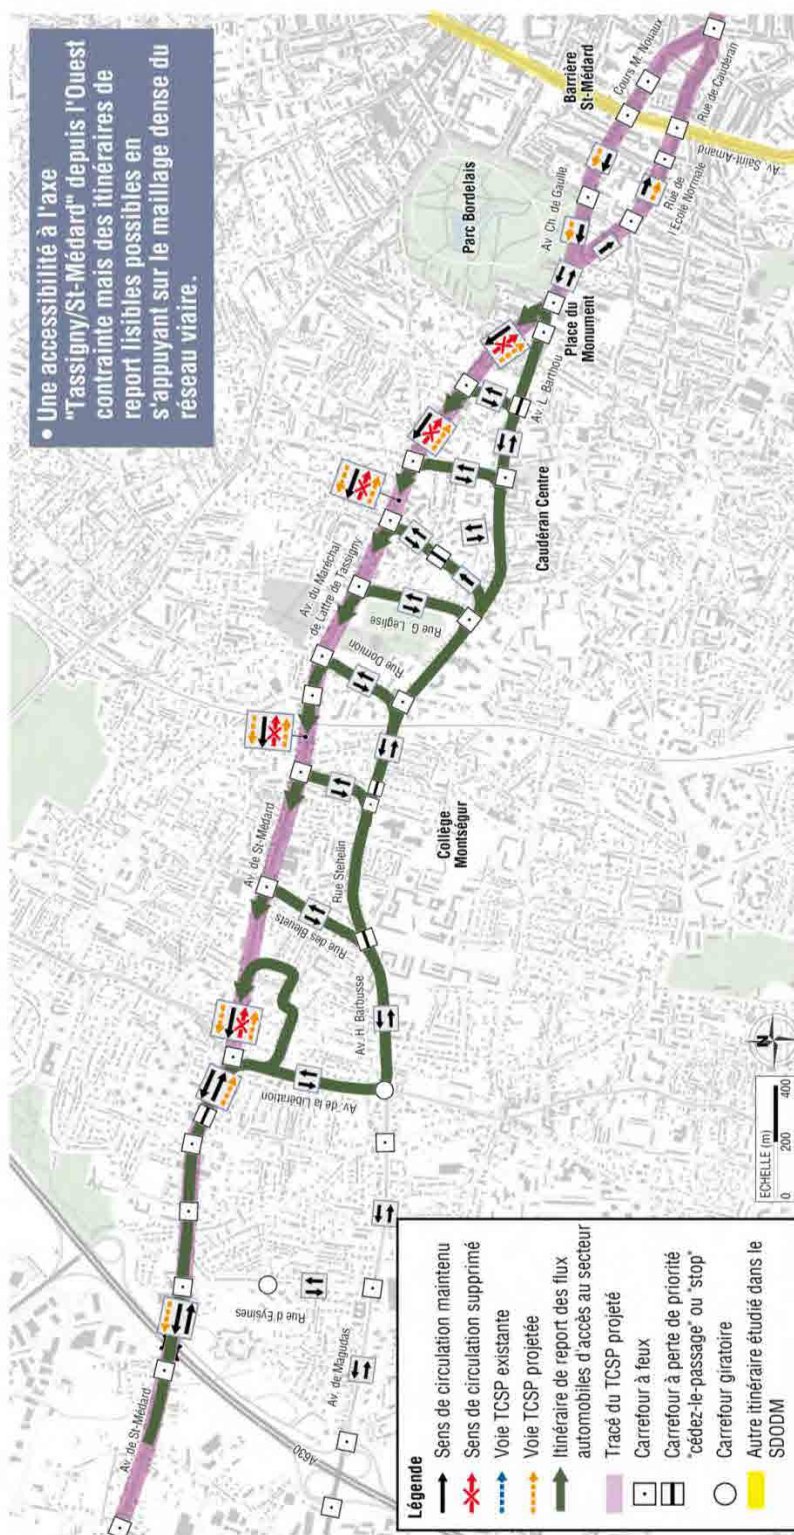 • Une accessibilité à l'axe
"Tassigny/St-Médard" depuis l'Ouest
contrainte mais des itinéraires de
report lisibles possibles en
s'appuyant sur le maillage dense du
réseau viaire.
Av. de St-Médard
A630
Rue d'Eysines
Av. de Magudas
Av. de la Libération
Av. H. Barbusse
Rue des Bleuets
Rue Stehelin
Av. de St-Médard
Collège
Montségur
Rue Dormion
Rue G. Leglise
Av. du Maréchal
de Lattre de Tassigny
Caudéran Centre
Av. L. Barthou
Place du
Monument
Parc Bordelais
Av. Ch. de Gaulle
Rue de
l'Ecole Normale
Barrière
St-Médard
Cours M. Nouaux
Rue de Caudéran
Av. Saint-Amand
Légende
Sens de circulation maintenu
Sens de circulation supprimé
Voie TCSP existante
Voie TCSP projetée
Itinéraire de report des flux
automobiles d'accès au secteur
Tracé du TCSP projeté
Carrefour à feux
Carrefour à perte de priorité
"cédez-le-passage" ou "stop"
Carrefour giratoire
Autre itinéraire étudié dans le
SDODM
ECHELLE (m)
0 200 400
N